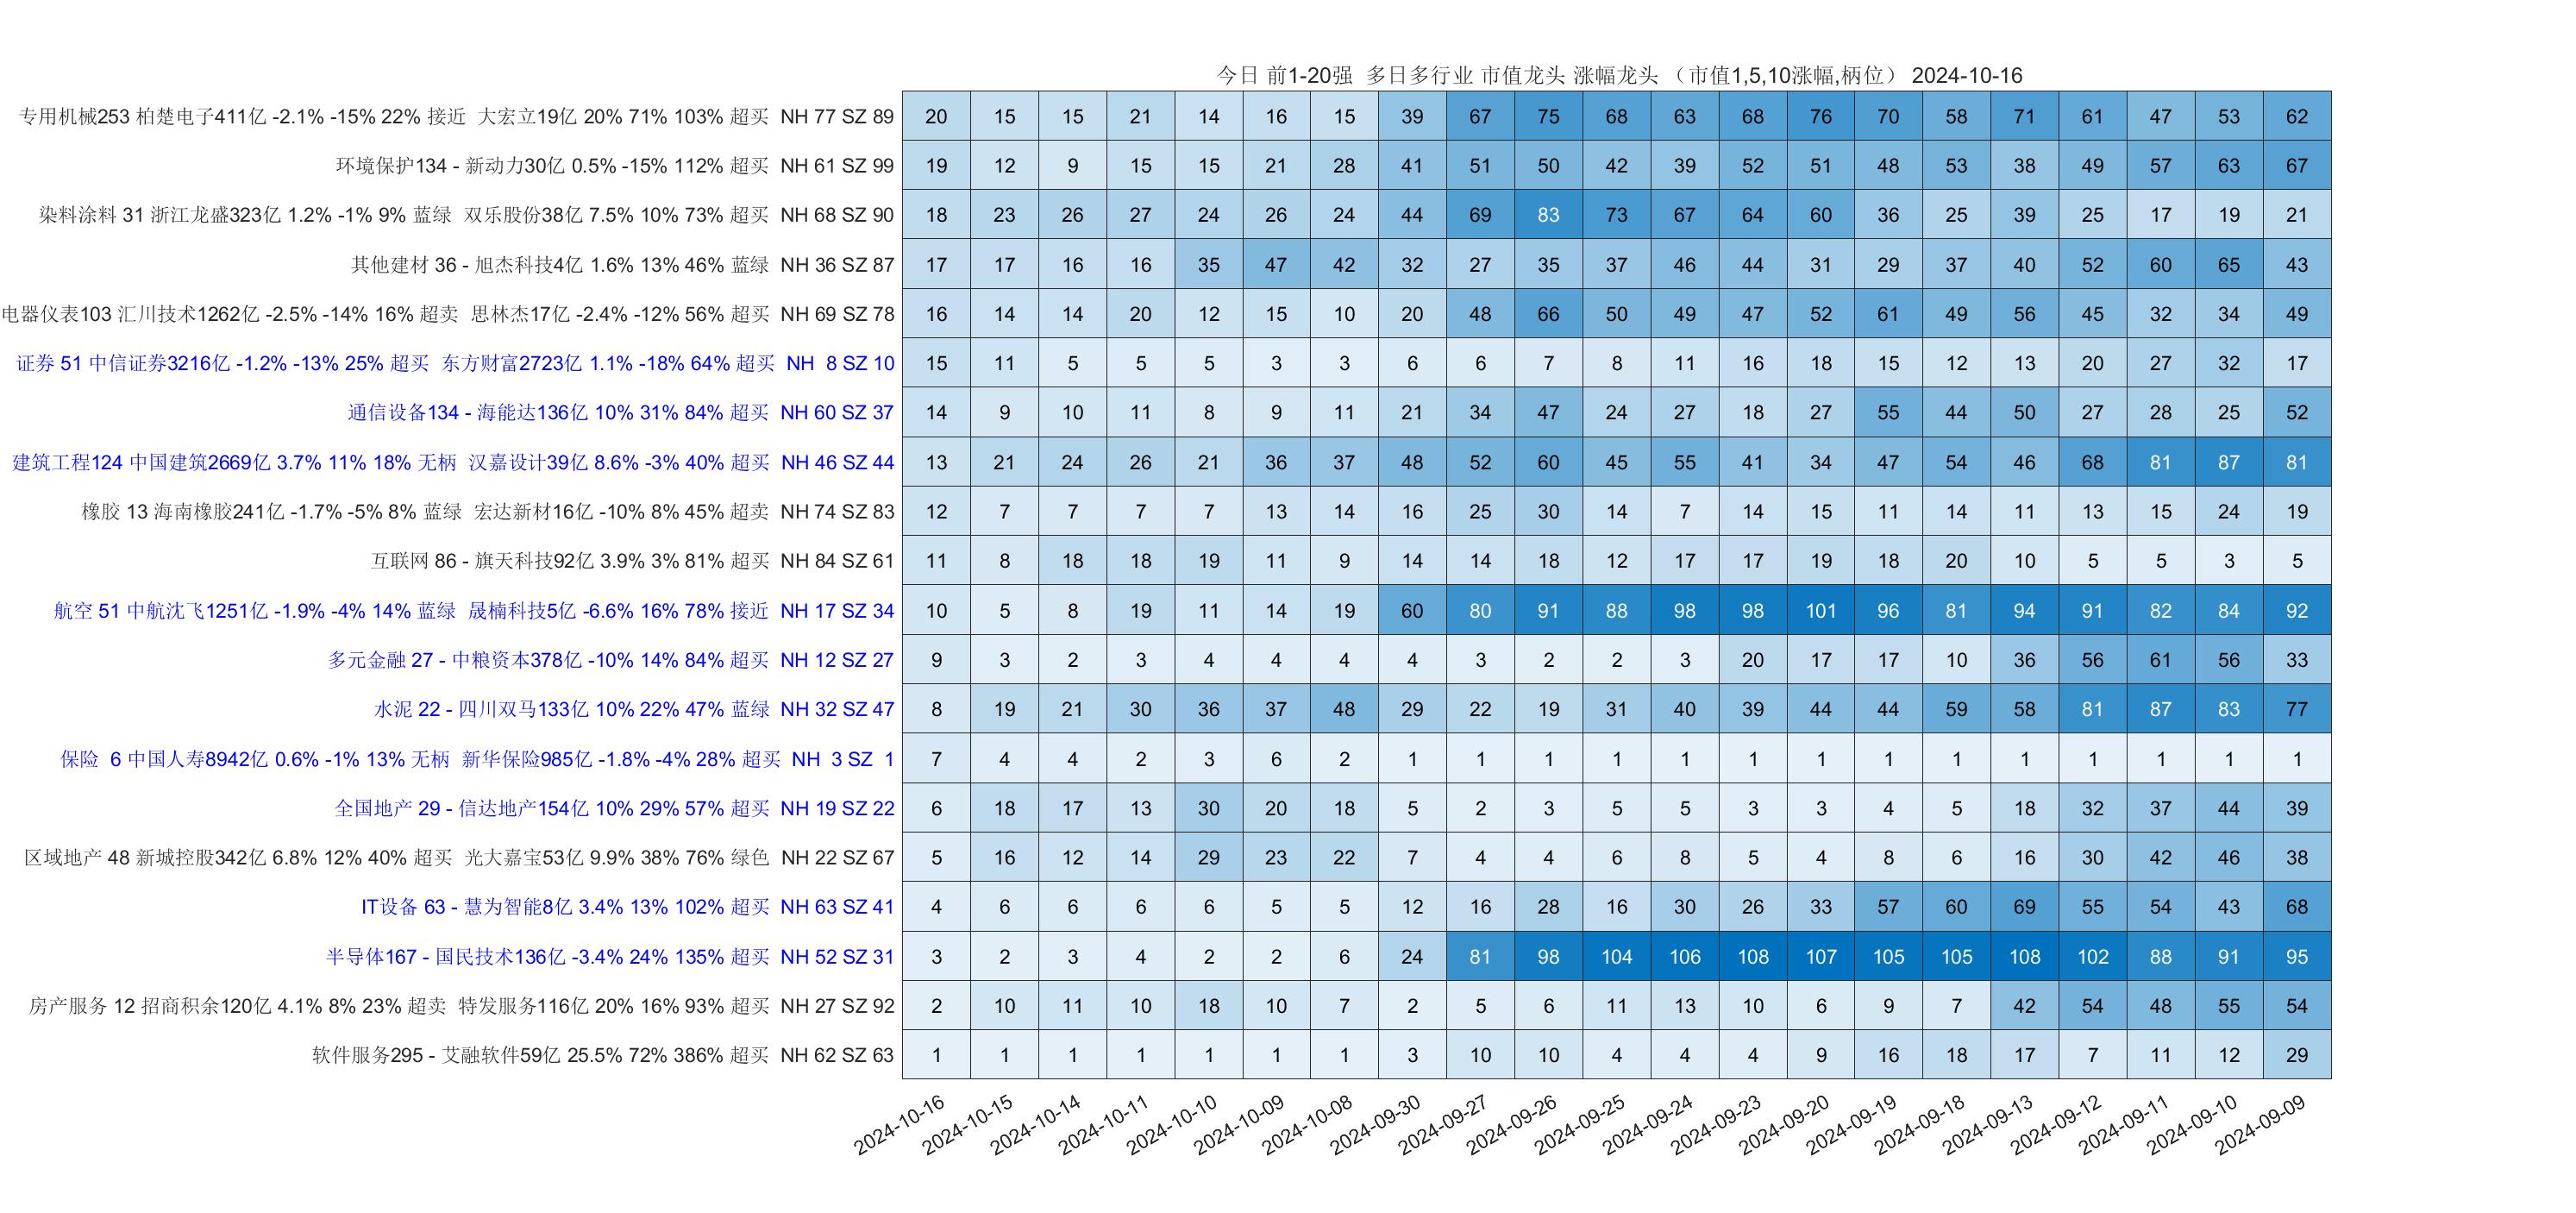 今日 前1-20强 多日多行业 市值龙头 涨幅龙头 （市值1,5,10涨幅,柄位） 2024-10-16
专用机械253 柏楚电子411亿 -2.1% -15% 22% 接近 大宏立19亿 20% 71% 103% 超买 NH 77 SZ 89 20 15 15 21 14 16 15 39 67 75 68 63 68 76 70 58 71 61 47 53 62
环境保护134 - 新动力30亿 0.5% -15% 112% 超买 NH 61 SZ 99 19 12 9 15 15 21 28 41 51 50 42 39 52 51 48 53 38 49 57 63 67
染料涂料 31 浙江龙盛323亿 1.2% -1% 9% 蓝绿 双乐股份38亿 7.5% 10% 73% 超买 NH 68 SZ 90 18 23 26 27 24 26 24 44 69 83 73 67 64 60 36 25 39 25 17 19 21
其他建材 36 - 旭杰科技4亿 1.6% 13% 46% 蓝绿 NH 36 SZ 87 17 17 16 16 35 47 42 32 27 35 37 46 44 31 29 37 40 52 60 65 43
电器仪表103 汇川技术1262亿 -2.5% -14% 16% 超卖 思林杰17亿 -2.4% -12% 56% 超买 NH 69 SZ 78 16 14 14 20 12 15 10 20 48 66 50 49 47 52 61 49 56 45 32 34 49
证券 51 中信证券3216亿 -1.2% -13% 25% 超买 东方财富2723亿 1.1% -18% 64% 超买 NH 8 SZ 10 15 11 5 5 5 3 3 6 6 7 8 11 16 18 15 12 13 20 27 32 17
通信设备134 - 海能达136亿 10% 31% 84% 超买 NH 60 SZ 37 14 9 10 11 8 9 11 21 34 47 24 27 18 27 55 44 50 27 28 25 52
建筑工程124 中国建筑2669亿 3.7% 11% 18% 无柄 汉嘉设计39亿 8.6% -3% 40% 超买 NH 46 SZ 44 13 21 24 26 21 36 37 48 52 60 45 55 41 34 47 54 46 68 81 87 81
橡胶 13 海南橡胶241亿 -1.7% -5% 8% 蓝绿 宏达新材16亿 -10% 8% 45% 超卖 NH 74 SZ 83 12 7 7 7 7 13 14 16 25 30 14 7 14 15 11 14 11 13 15 24 19
互联网 86 - 旗天科技92亿 3.9% 3% 81% 超买 NH 84 SZ 61 11 8 18 18 19 11 9 14 14 18 12 17 17 19 18 20 10 5 5 3 5
航空 51 中航沈飞1251亿 -1.9% -4% 14% 蓝绿 晟楠科技5亿 -6.6% 16% 78% 接近 NH 17 SZ 34 10 5 8 19 11 14 19 60 80 91 88 98 98 101 96 81 94 91 82 84 92
多元金融 27 - 中粮资本378亿 -10% 14% 84% 超买 NH 12 SZ 27 9 3 2 3 4 4 4 4 3 2 2 3 20 17 17 10 36 56 61 56 33
水泥 22 - 四川双马133亿 10% 22% 47% 蓝绿 NH 32 SZ 47 8 19 21 30 36 37 48 29 22 19 31 40 39 44 44 59 58 81 87 83 77
保险 6 中国人寿8942亿 0.6% -1% 13% 无柄 新华保险985亿 -1.8% -4% 28% 超买 NH 3 SZ 1 7 4 4 2 3 6 2 1 1 1 1 1 1 1 1 1 1 1 1 1 1
全国地产 29 - 信达地产154亿 10% 29% 57% 超买 NH 19 SZ 22 6 18 17 13 30 20 18 5 2 3 5 5 3 3 4 5 18 32 37 44 39
区域地产 48 新城控股342亿 6.8% 12% 40% 超买 光大嘉宝53亿 9.9% 38% 76% 绿色 NH 22 SZ 67 5 16 12 14 29 23 22 7 4 4 6 8 5 4 8 6 16 30 42 46 38
IT设备 63 - 慧为智能8亿 3.4% 13% 102% 超买 NH 63 SZ 41 4 6 6 6 6 5 5 12 16 28 16 30 26 33 57 60 69 55 54 43 68
半导体167 - 国民技术136亿 -3.4% 24% 135% 超买 NH 52 SZ 31 3 2 3 4 2 2 6 24 81 98 104 106 108 107 105 105 108 102 88 91 95
房产服务 12 招商积余120亿 4.1% 8% 23% 超卖 特发服务116亿 20% 16% 93% 超买 NH 27 SZ 92 2 10 11 10 18 10 7 2 5 6 11 13 10 6 9 7 42 54 48 55 54
软件服务295 - 艾融软件59亿 25.5% 72% 386% 超买 NH 62 SZ 63 1 1 1 1 1 1 1 3 10 10 4 4 4 9 16 18 17 7 11 12 29
2024-10-16 2024-10-15 2024-10-14 2024-10-11 2024-10-10 2024-10-09 2024-10-08 2024-09-30 2024-09-27 2024-09-26 2024-09-25 2024-09-24 2024-09-23 2024-09-20 2024-09-19 2024-09-18 2024-09-13 2024-09-12 2024-09-11 2024-09-10 2024-09-09